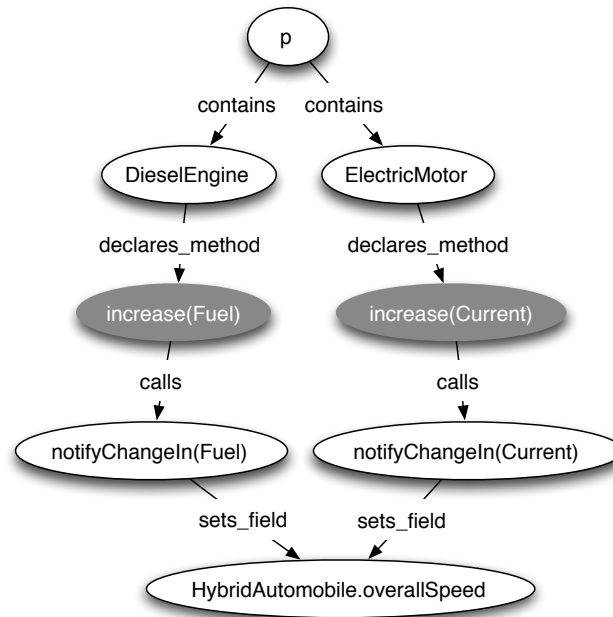 p
contains contains
DieselEngine ElectricMotor
declares_method declares_method
increase(Fuel) increase(Current)
calls calls
notifyChangeIn(Fuel) notifyChangeIn(Current)
sets_field sets_field
HybridAutomobile.overallSpeed